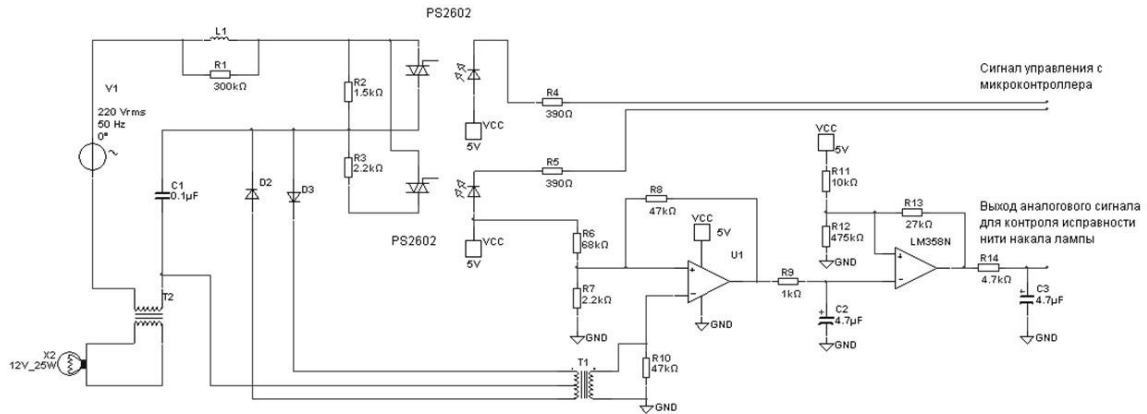 PS2602
L1
R1
300kΩ
V1
220 Vrms
50 Hz
0°
R2
1.5kΩ
R4
390Ω
Сигнал управления с
микроконтроллера
VCC
5V
R3
2.2kΩ
R5
390Ω
VCC
5V
R11
10kΩ
C1
0.1µF
D2
D3
R8
47kΩ
R13
27kΩ
Выход аналогового сигнала
для контроля исправности
нити накала лампы
PS2602
VCC
5V
R6
68kΩ
VCC
5V
U1
R12
475kΩ
GND
LM358N
R14
4.7kΩ
R7
2.2kΩ
R9
1kΩ
C2
4.7µF
C3
4.7µF
T2
GND
GND
GND
GND
X2
12V_25W
T1
R10
47kΩ
GND